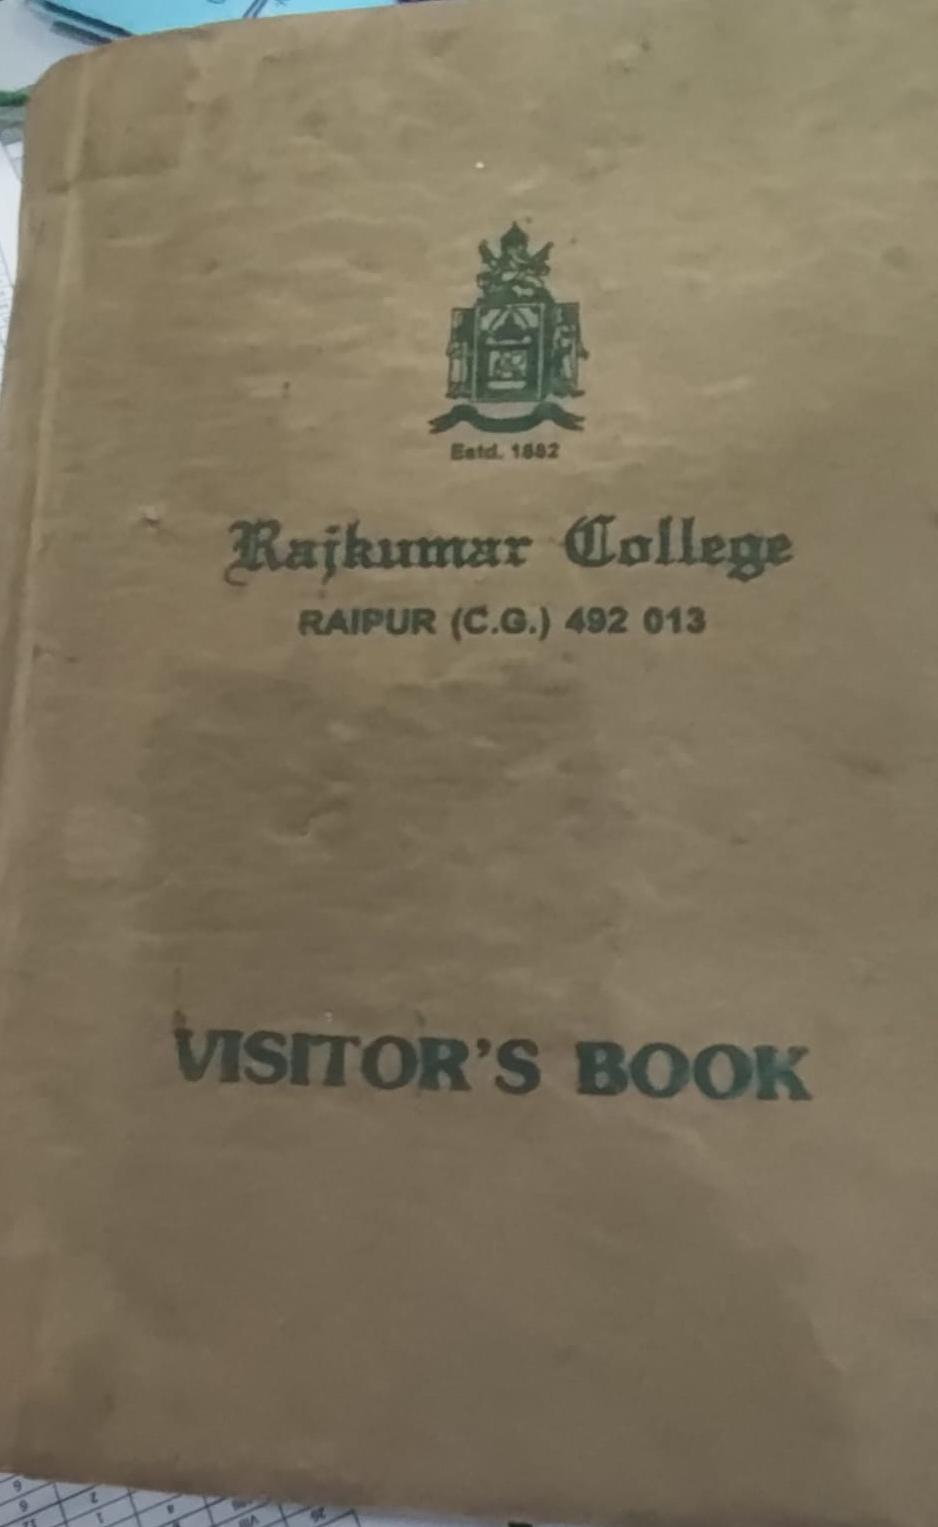 Estd. 1882
Rajkumar College
RAIPUR (C.G.) 492 013
VISITOR'S BOOK